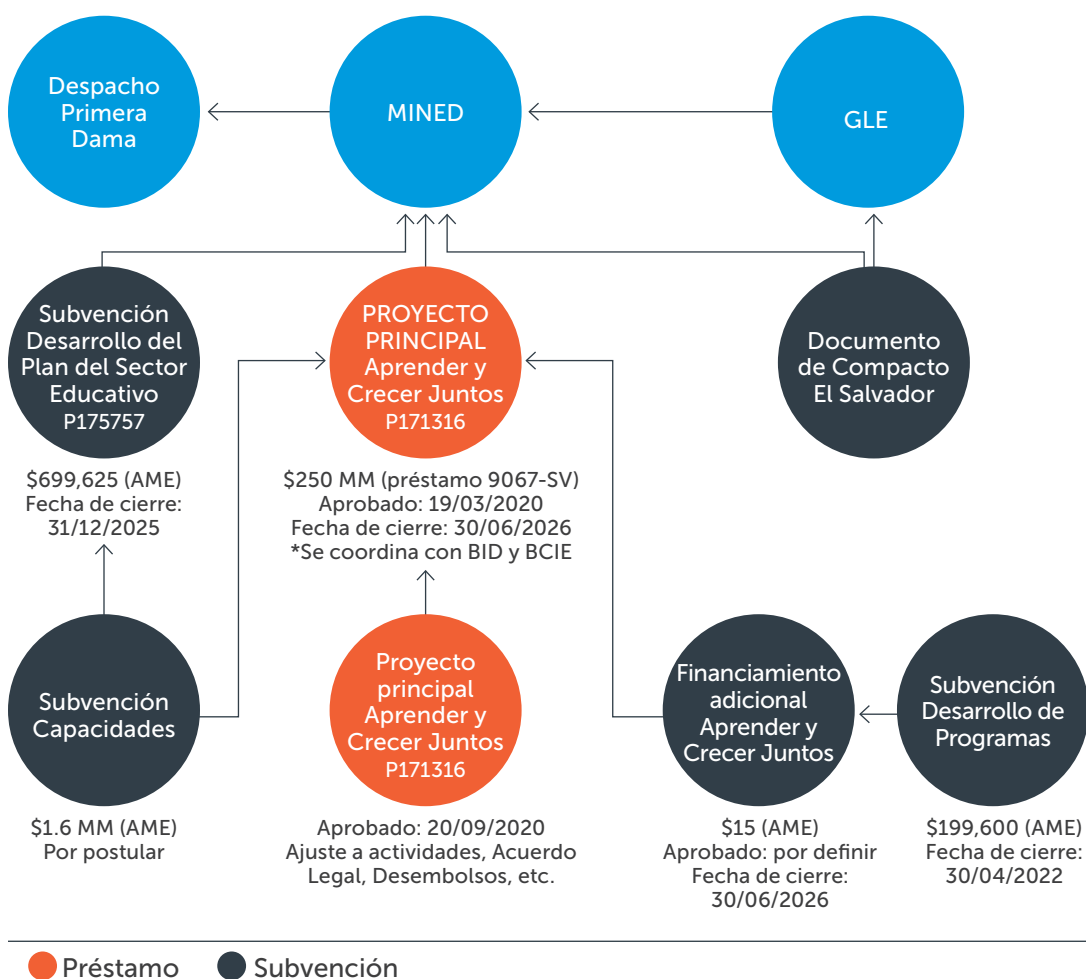 Despacho
Primera
Dama
MINED
GLE
Subvención
Desarrollo del
Plan del Sector
Educativo
P175757
$699,625 (AME)
Fecha de cierre:
31/12/2025
PROYECTO
PRINCIPAL
Aprender y
Crecer Juntos
P171316
$250 MM (préstamo 9067-SV)
Aprobado: 19/03/2020
Fecha de cierre: 30/06/2026
*Se coordina con BID y BCIE
Documento
de Compacto
El Salvador
Subvención
Capacidades
$1.6 MM (AME)
Por postular
Proyecto
principal
Aprender y
Crecer Juntos
P171316
Aprobado: 20/09/2020
Ajuste a actividades, Acuerdo
Legal, Desembolsos, etc.
Financiamiento
adicional
Aprender y
Crecer Juntos
$15 (AME)
Aprobado: por definir
Fecha de cierre:
30/06/2026
Subvención
Desarrollo de
Programas
$199,600 (AME)
Fecha de cierre:
30/04/2022
Préstamo
Subvención